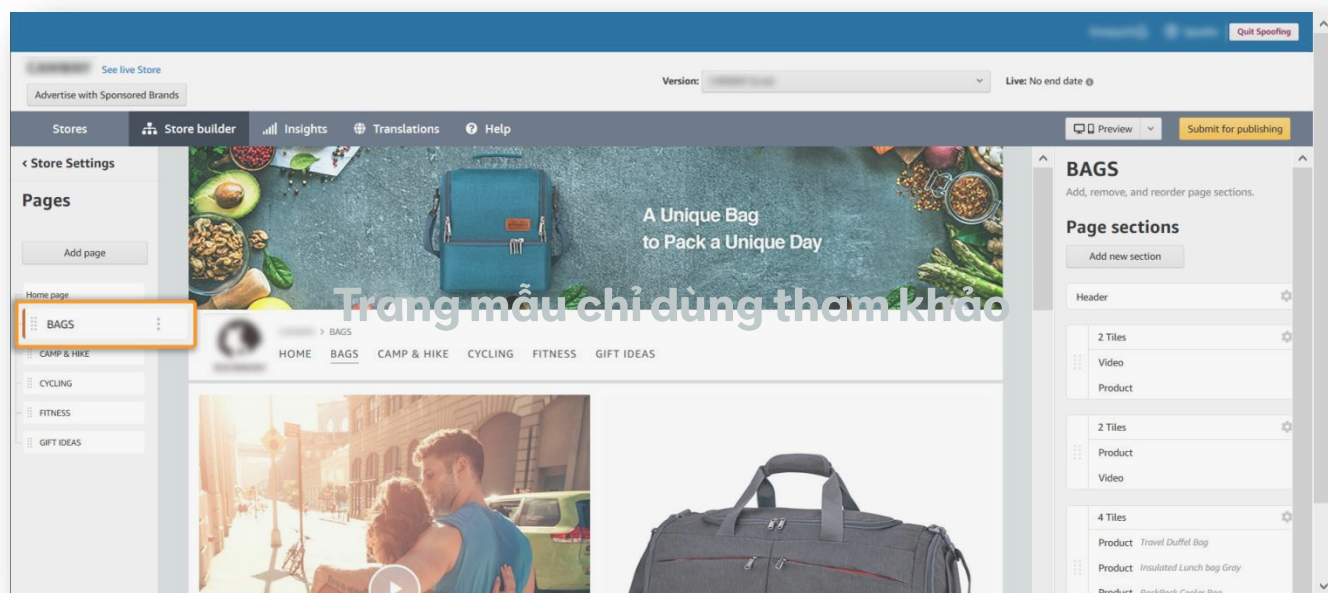 Quit Spoofing
See live Store
Advertise with Sponsored Brands
Version:
Live: No end date
Stores
Store builder
Insights
Translations
Help
Preview
Submit for publishing
< Store Settings
Pages
Add page
Home page
BAGS
CAMP & HIKE
CYCLING
FITNESS
GIFT IDEAS
A Unique Bag
to Pack a Unique Day
Trang mẫu chỉ dùng tham khảo
> BAGS
HOME BAGS CAMP & HIKE CYCLING FITNESS GIFT IDEAS
BAGS
Add, remove, and reorder page sections.
Page sections
Add new section
Header
2 Tiles
Video
Product
2 Tiles
Product
Video
4 Tiles
Product Travel Duffel Bag
Product Insulated Lunch bag Gray
Product BackPack Cooler Bag